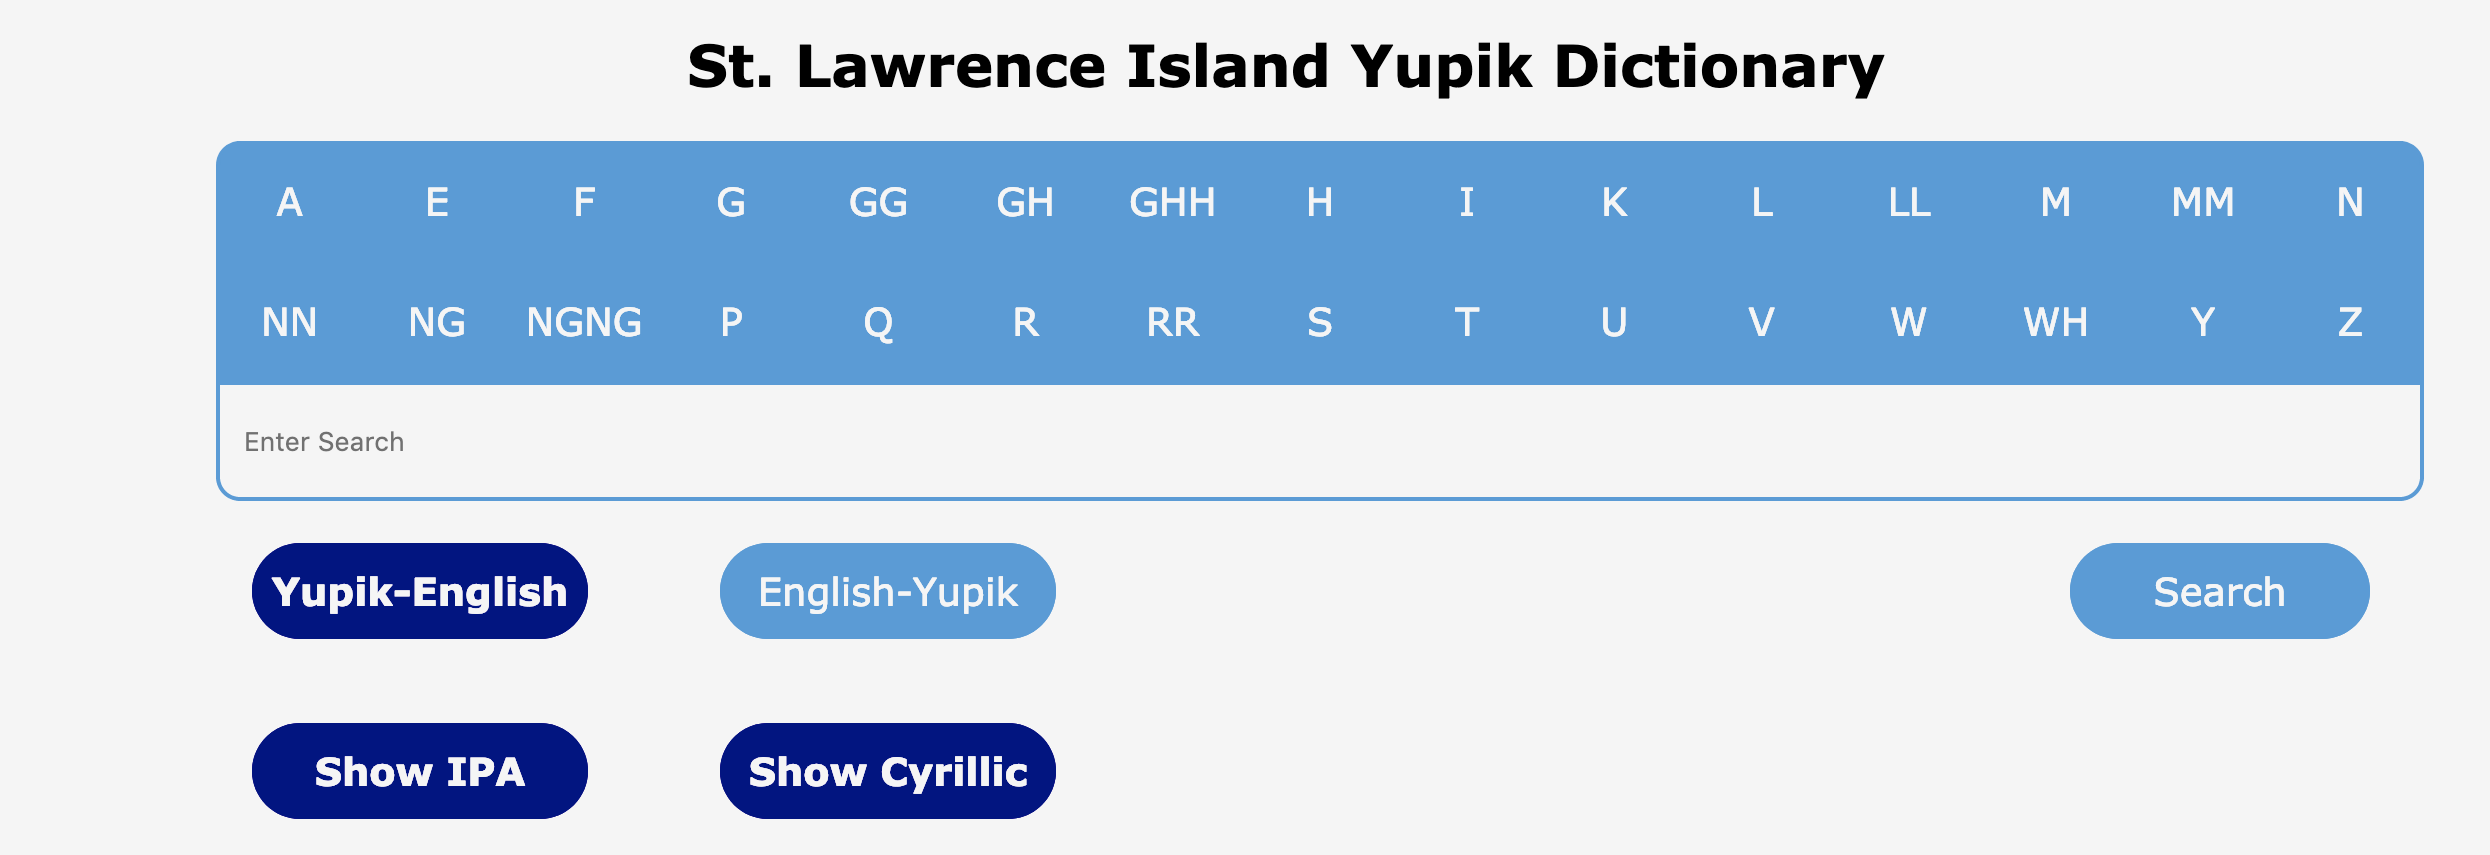 St. Lawrence Island Yupik Dictionary
A E F G GG GH GHH H I K L LL M MM N
NN NG NGNG P Q R RR S T U V W WH Y Z
Enter Search
Yupik-English English-Yupik Search
Show IPA Show Cyrillic